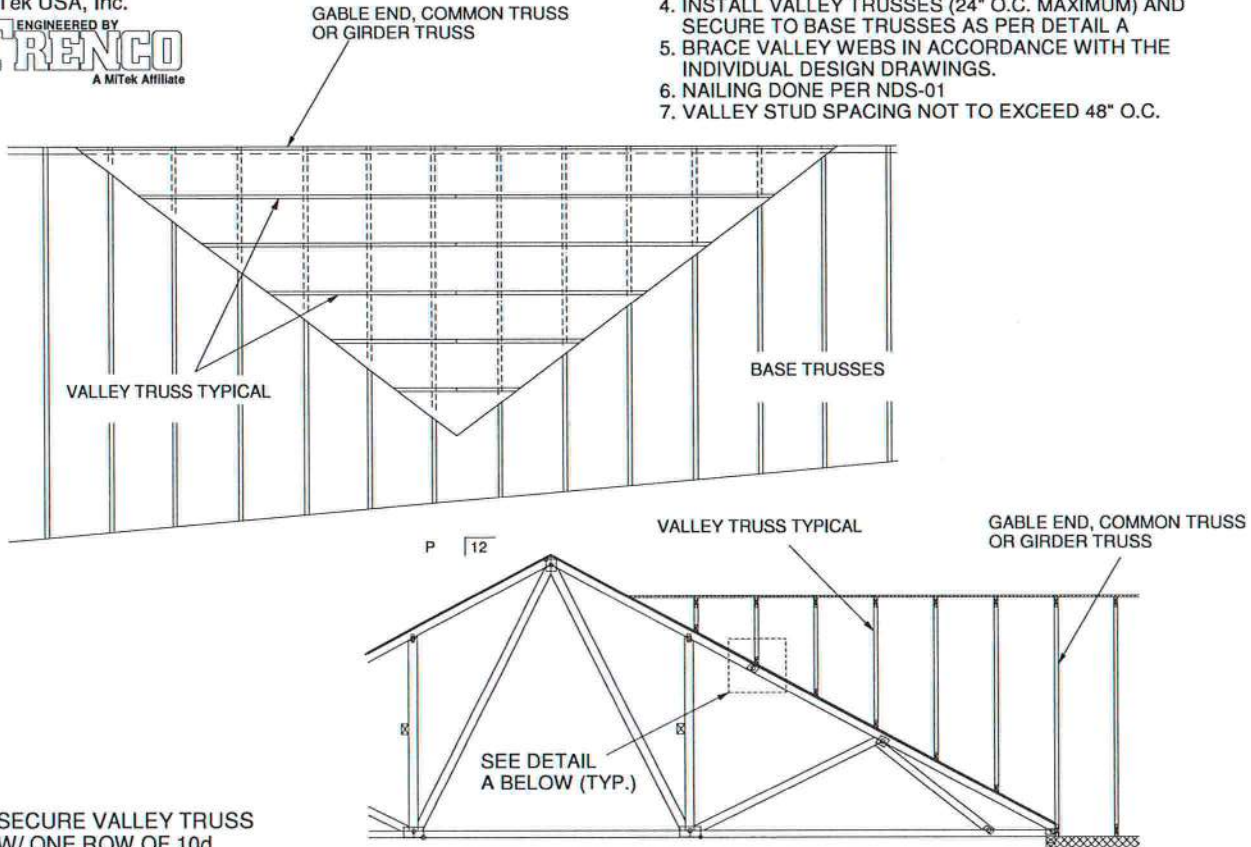 Tek USA, Inc.
ENGINEERED BY
TRENCO
A MiTek Affiliate
GABLE END, COMMON TRUSS
OR GIRDER TRUSS
4. INSTALL VALLEY TRUSSES (24" O.C. MAXIMUM) AND
SECURE TO BASE TRUSSES AS PER DETAIL A
5. BRACE VALLEY WEBS IN ACCORDANCE WITH THE
INDIVIDUAL DESIGN DRAWINGS.
6. NAILING DONE PER NDS-01
7. VALLEY STUD SPACING NOT TO EXCEED 48" O.C.
VALLEY TRUSS TYPICAL
BASE TRUSSES
P 12
VALLEY TRUSS TYPICAL
GABLE END, COMMON TRUSS
OR GIRDER TRUSS
SEE DETAIL
A BELOW (TYP.)
SECURE VALLEY TRUSS
W/ ONE ROW OF 10d